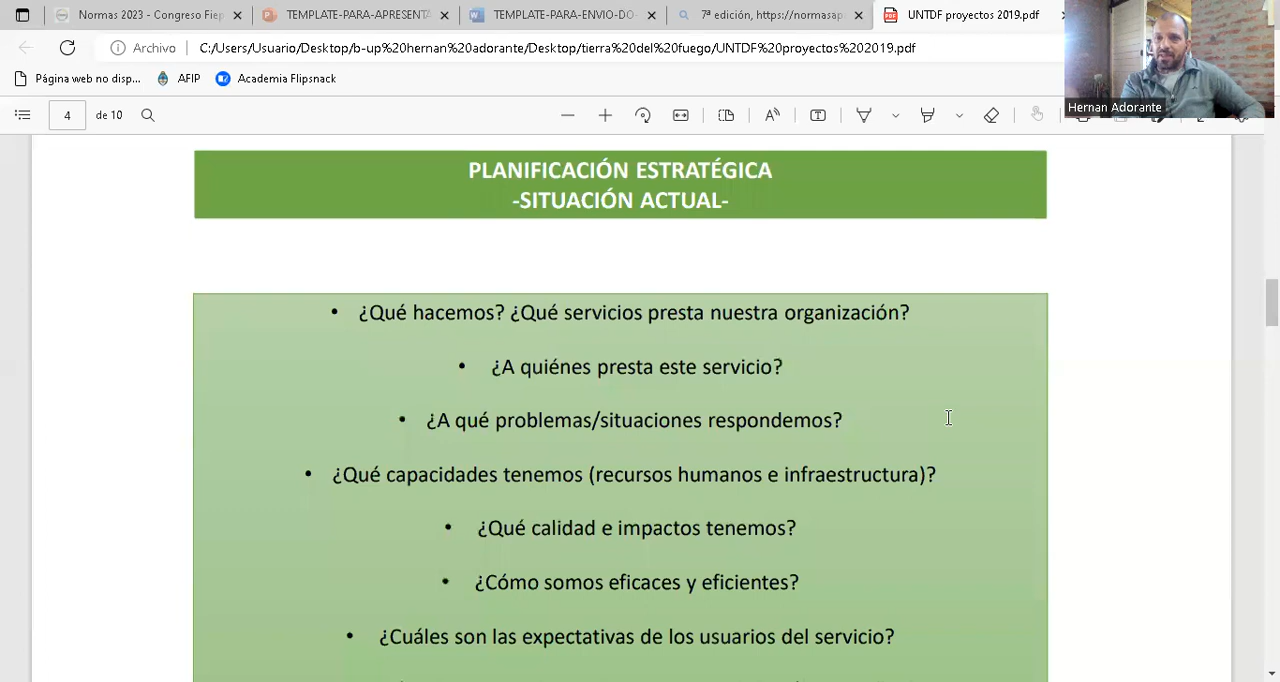 Normas 2023 - Congreso Fiep
TEMPLATE-PARA-APRESENTA
TEMPLATE-PARA-ENVIO-DO-
7ª edición, https://normasap
UNTDF proyectos 2019.pdf
Archivo
C:/Users/Usuario/Desktop/b-up%20hernan%20adorante/Desktop/tierra%20del%20fuego/UNTDF%20proyectos%202019.pdf
Página web no disp...
AFIP
Academia Flipsnack
Hernan Adorante
4
de 10
PLANIFICACIÓN ESTRATÉGICA
-SITUACIÓN ACTUAL-
• ¿Qué hacemos? ¿Qué servicios presta nuestra organización?
• ¿A quiénes presta este servicio?
• ¿A qué problemas/situaciones respondemos?
• ¿Qué capacidades tenemos (recursos humanos e infraestructura)?
• ¿Qué calidad e impactos tenemos?
• ¿Cómo somos eficaces y eficientes?
• ¿Cuáles son las expectativas de los usuarios del servicio?